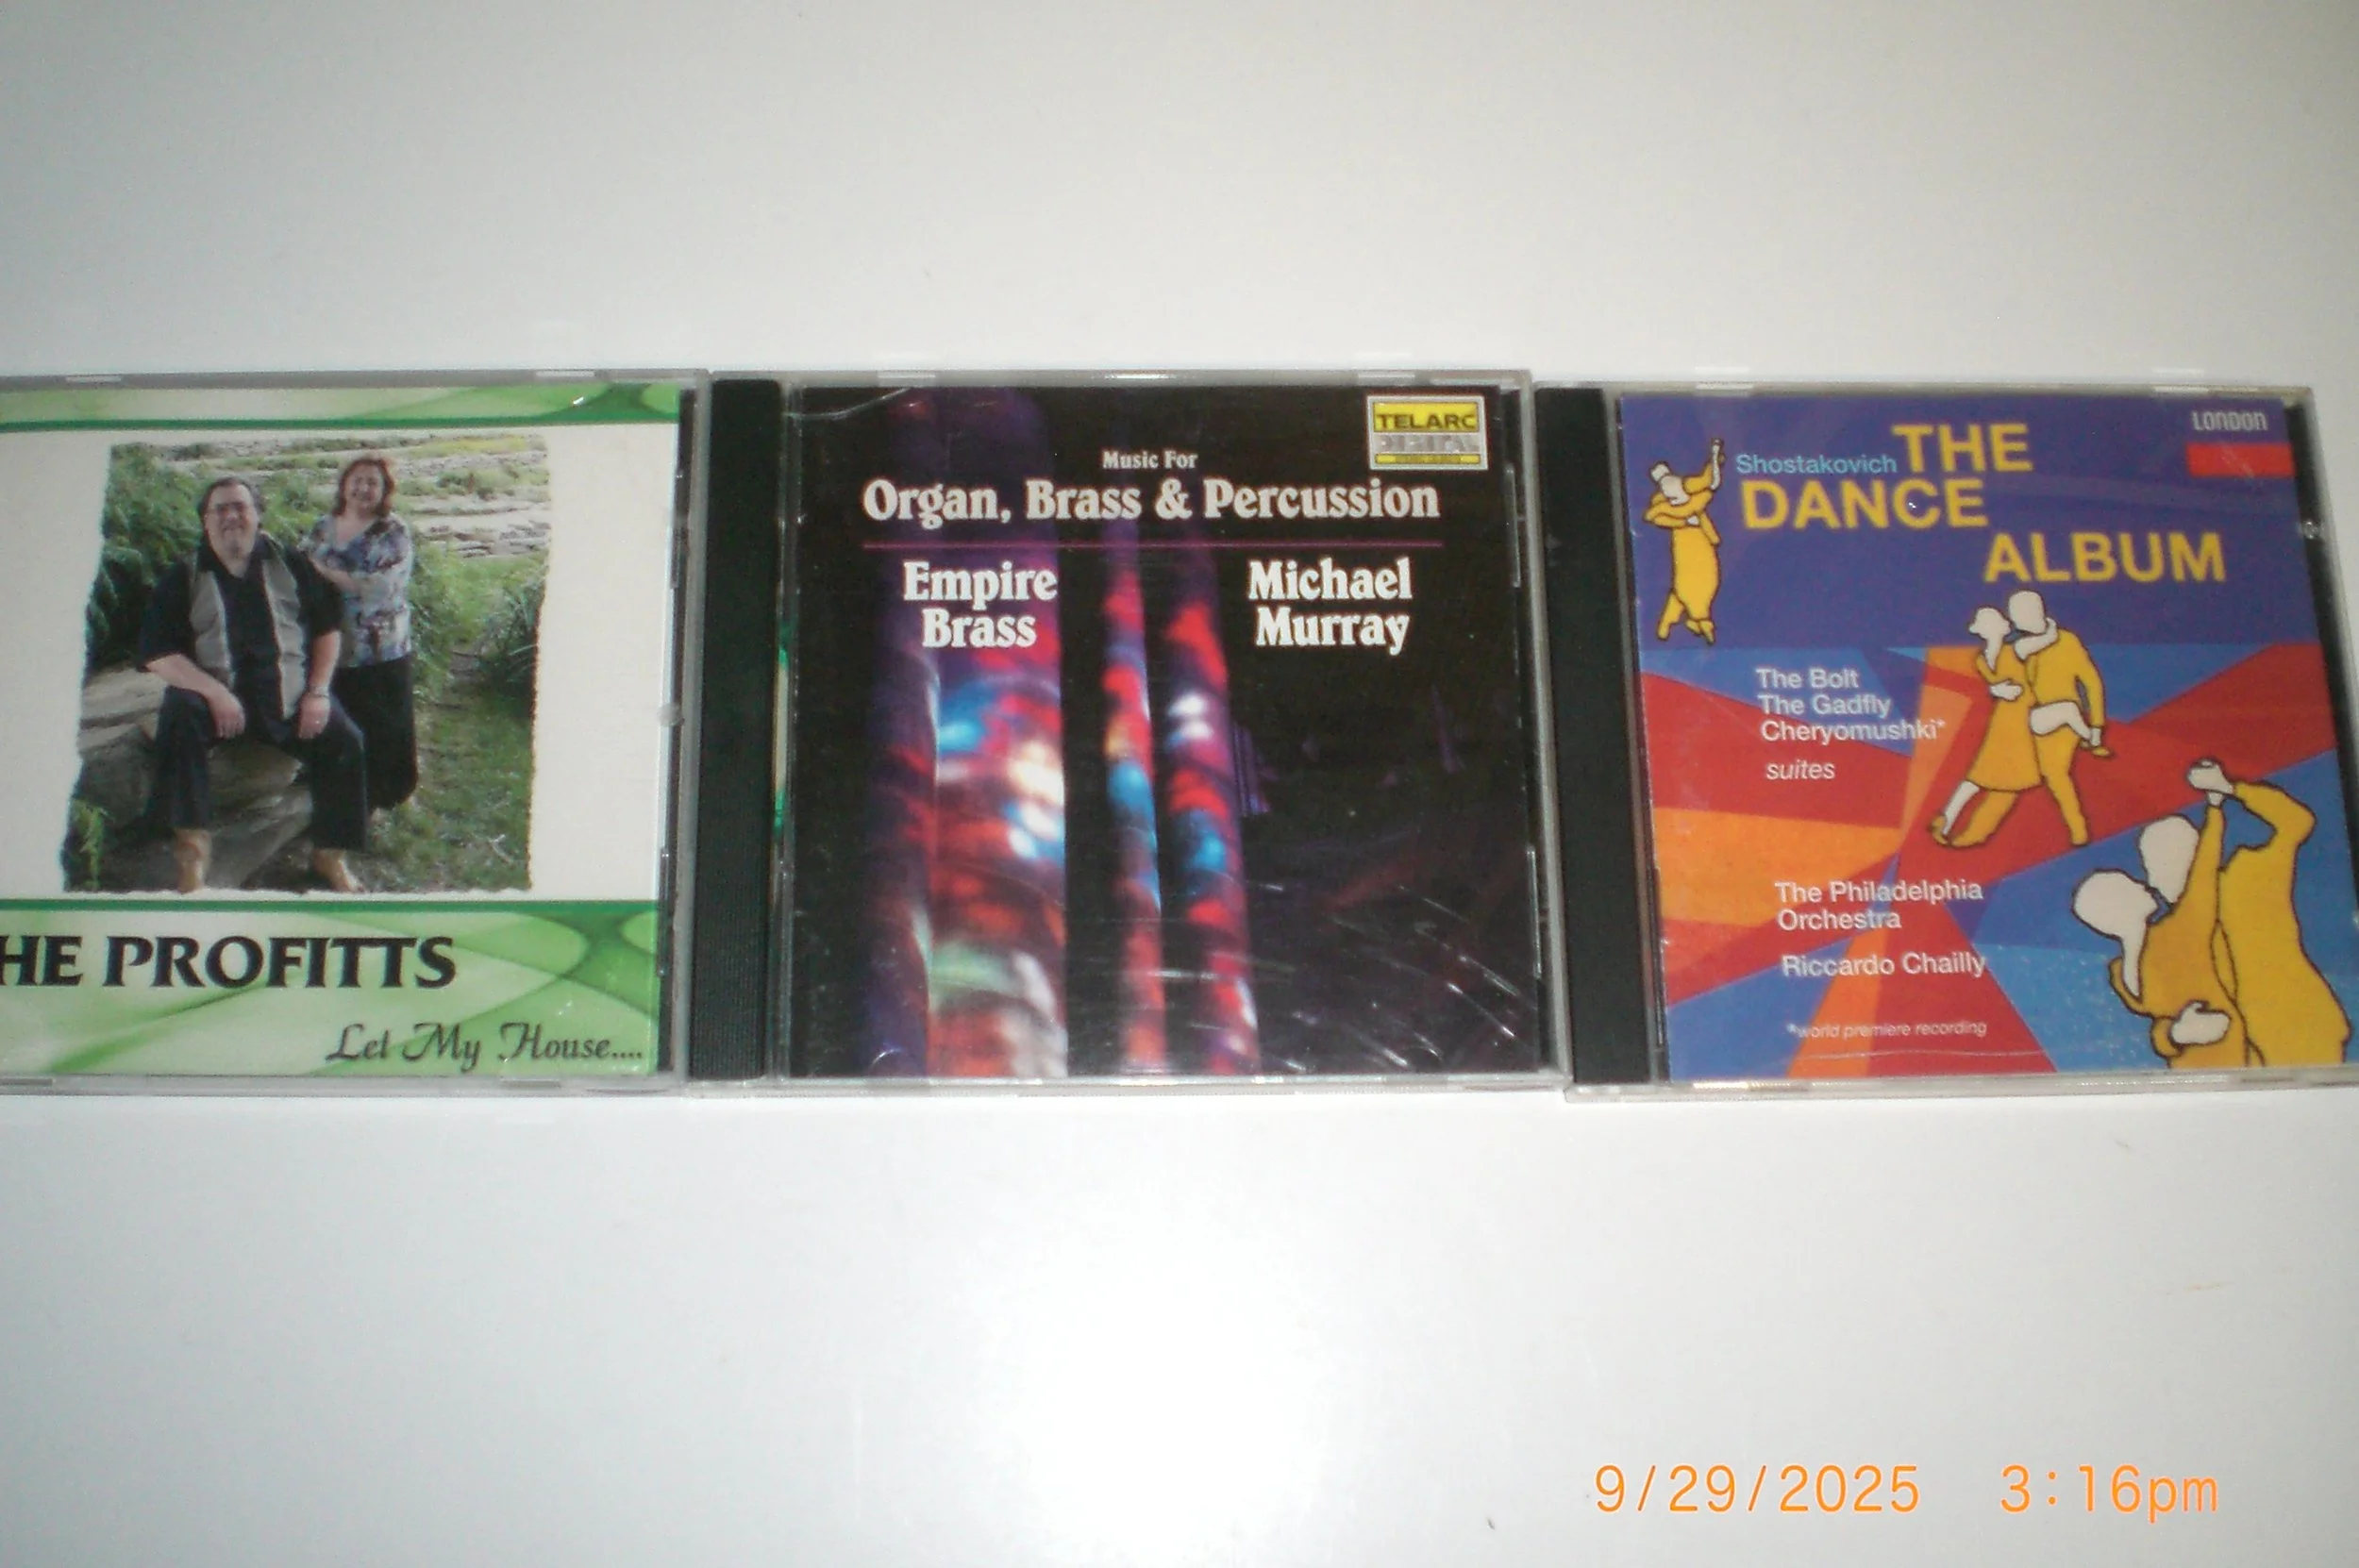 HE PROFITTS
Let My House....
Music For
Organ, Brass & Percussion
Empire
Brass
Michael
Murray
TELARC
DIGITAL
Shostakovich THE
DANCE
ALBUM
LONDON
The Bolt
The Gadfly
Cheryomushki*
suites
The Philadelphia
Orchestra
Riccardo Chailly
*world premiere recording
9/29/2025 3:16pm